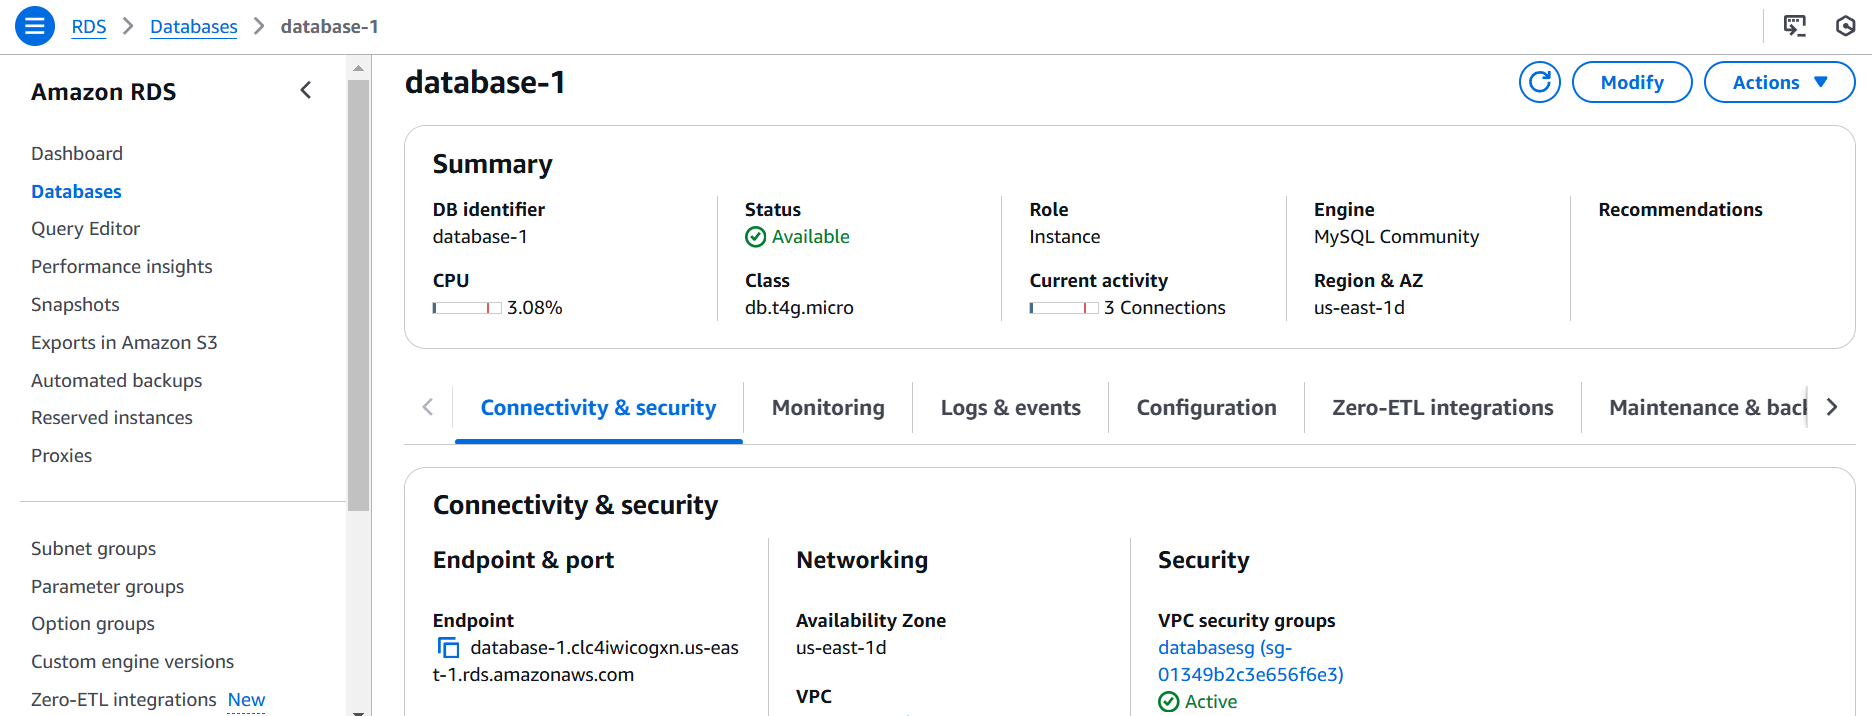 RDS > Databases > database-1
Amazon RDS
Dashboard
Databases
Query Editor
Performance insights
Snapshots
Exports in Amazon S3
Automated backups
Reserved instances
Proxies
Subnet groups
Parameter groups
Option groups
Custom engine versions
Zero-ETL integrations New
database-1
Modify
Actions
Summary
DB identifier
database-1
Status
Available
Role
Instance
Engine
MySQL Community
Recommendations
CPU
3.08%
Class
db.t4g.micro
Current activity
3 Connections
Region & AZ
us-east-1d
Connectivity & security
Monitoring
Logs & events
Configuration
Zero-ETL integrations
Maintenance & back
Connectivity & security
Endpoint & port
Endpoint
database-1.clc4iwicogxn.us-eas
t-1.rds.amazonaws.com
Networking
Availability Zone
us-east-1d
VPC
Security
VPC security groups
databasesg (sg-
01349b2c3e656f6e3)
Active